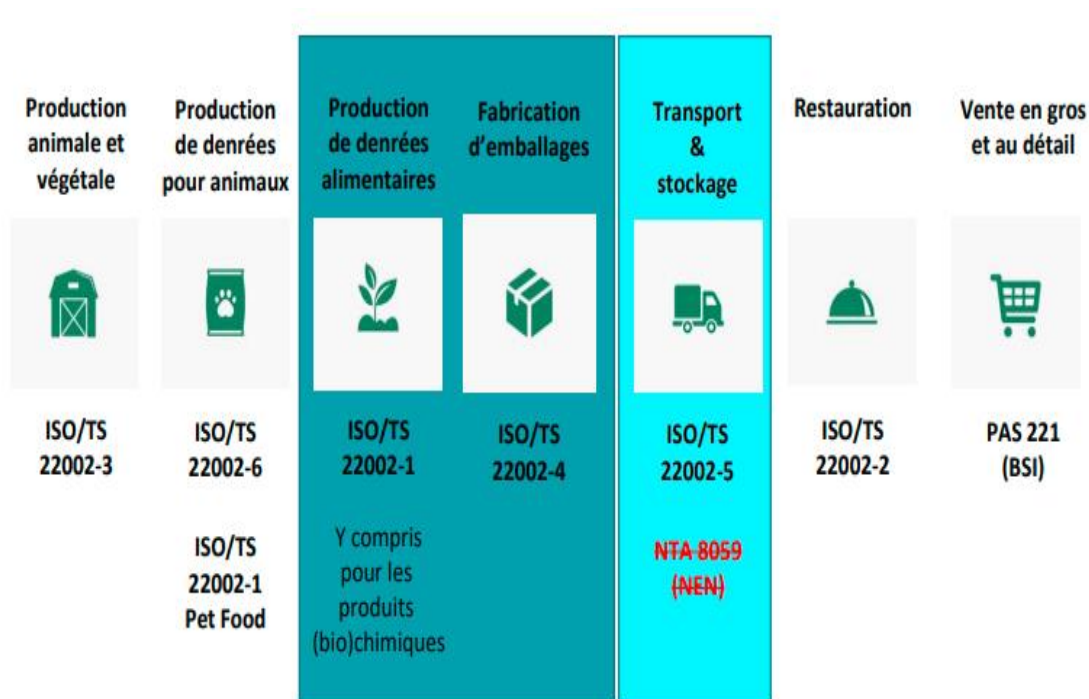 Production
animale et
végétale
Production
de denrées
pour animaux
Production
de denrées
alimentaires
Fabrication
d'emballages
Transport
&
stockage
Restauration
Vente en gros
et au détail
ISO/TS
22002-3
ISO/TS
22002-6
ISO/TS
22002-1
ISO/TS
22002-4
ISO/TS
22002-5
ISO/TS
22002-2
PAS 221
(BSI)
ISO/TS
22002-1
Pet Food
Y compris
pour les
produits
(bio)chimiques
NTA 8059
(NEN)